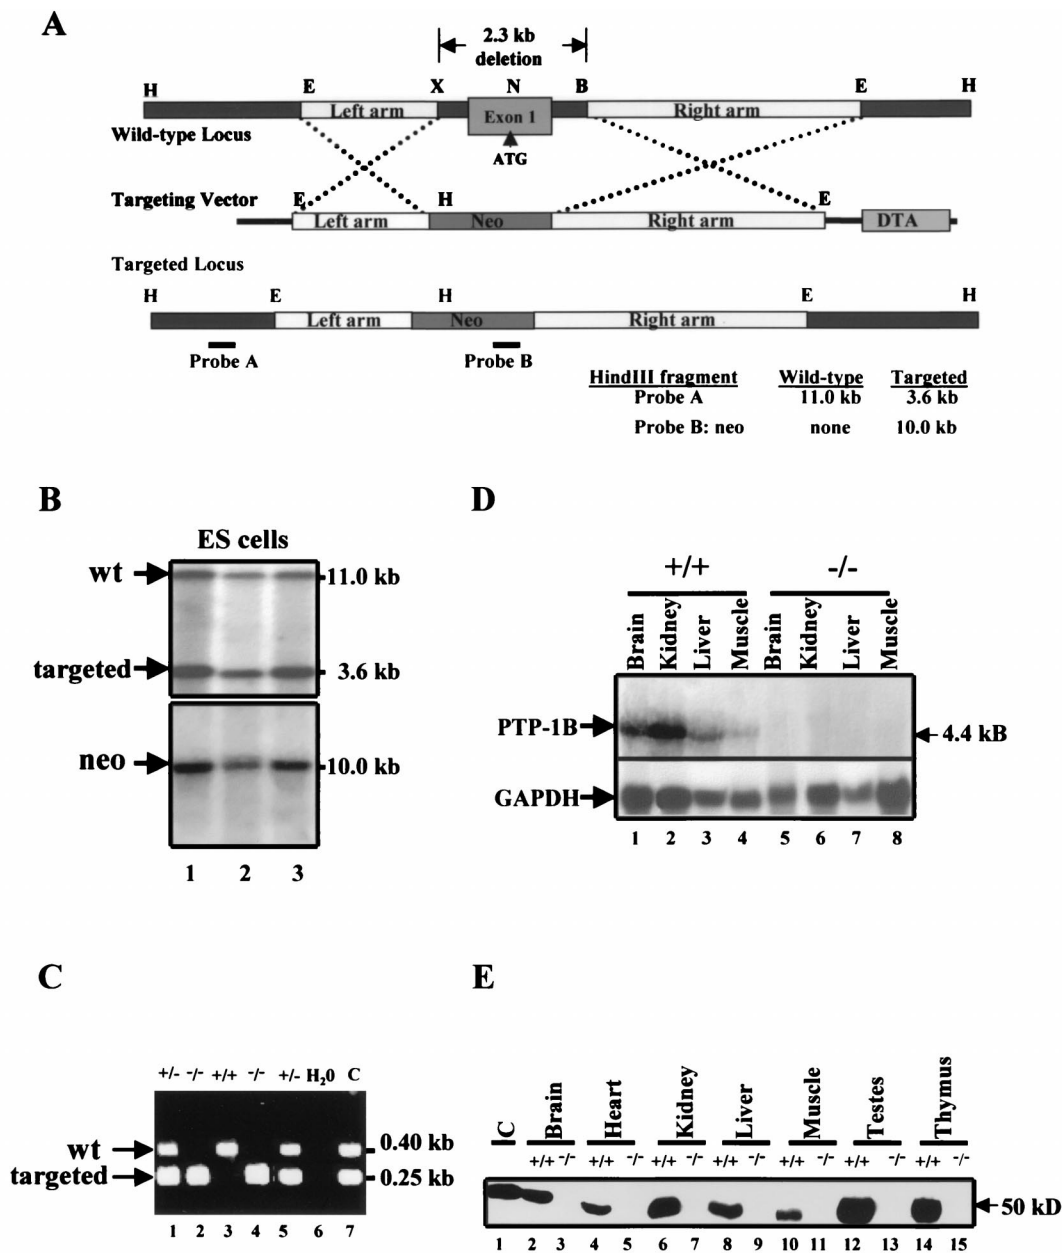 A
2.3 kb
deletion
H E X N B E H
Left arm Exon 1 Right arm
Wild-type Locus
ATG
Targeting Vector E H E
Left arm Neo Right arm DTA
Targeted Locus
H E H E H
Left arm Neo Right arm
Probe A Probe B
HindIII fragment Wild-type Targeted
Probe A 11.0 kb 3.6 kb
Probe B: neo none 10.0 kb
B
ES cells
wt 11.0 kb
targeted 3.6 kb
neo 10.0 kb
1 2 3
D
+/+ -/-
Brain Kidney Liver Muscle Brain Kidney Liver Muscle
PTP-1B 4.4 kB
GAPDH
1 2 3 4 5 6 7 8
C
+/- -/- +/+ -/- +/- H₂0 C
wt 0.40 kb
targeted 0.25 kb
1 2 3 4 5 6 7
E
C Brain Heart Kidney Liver Muscle Testes Thymus
+/+ -/- +/+ -/- +/+ -/- +/+ -/- +/+ -/- +/+ -/- +/+ -/-
50 kD
1 2 3 4 5 6 7 8 9 10 11 12 13 14 15